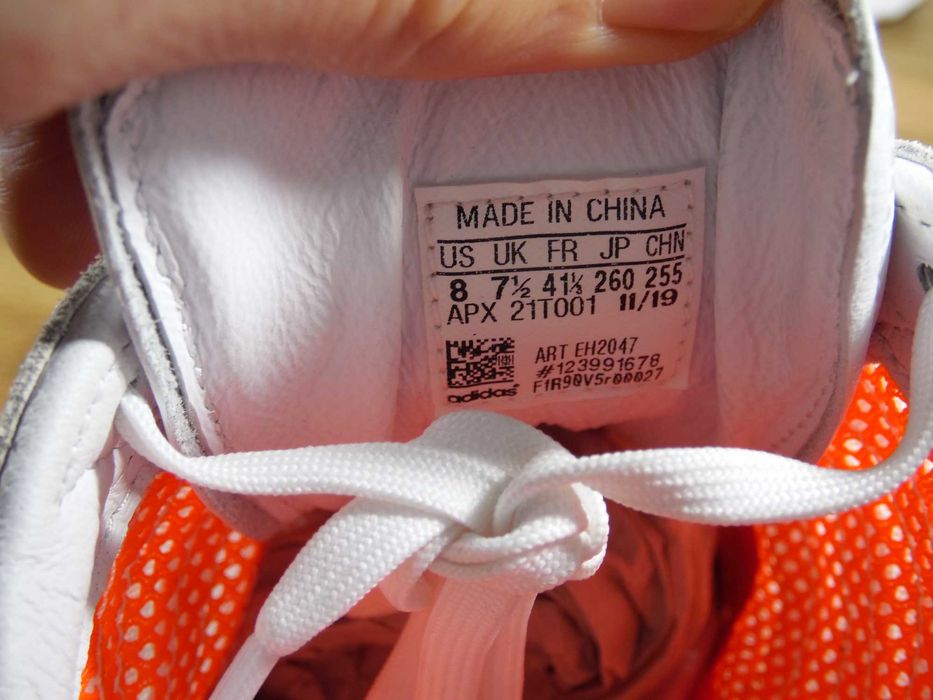 MADE IN CHINA
US UK FR JP CHN
8 7½ 41⅓ 260 255
APX 21T001 11/19
ART EH2047
#123991678
F1R90V5r00027
adidas